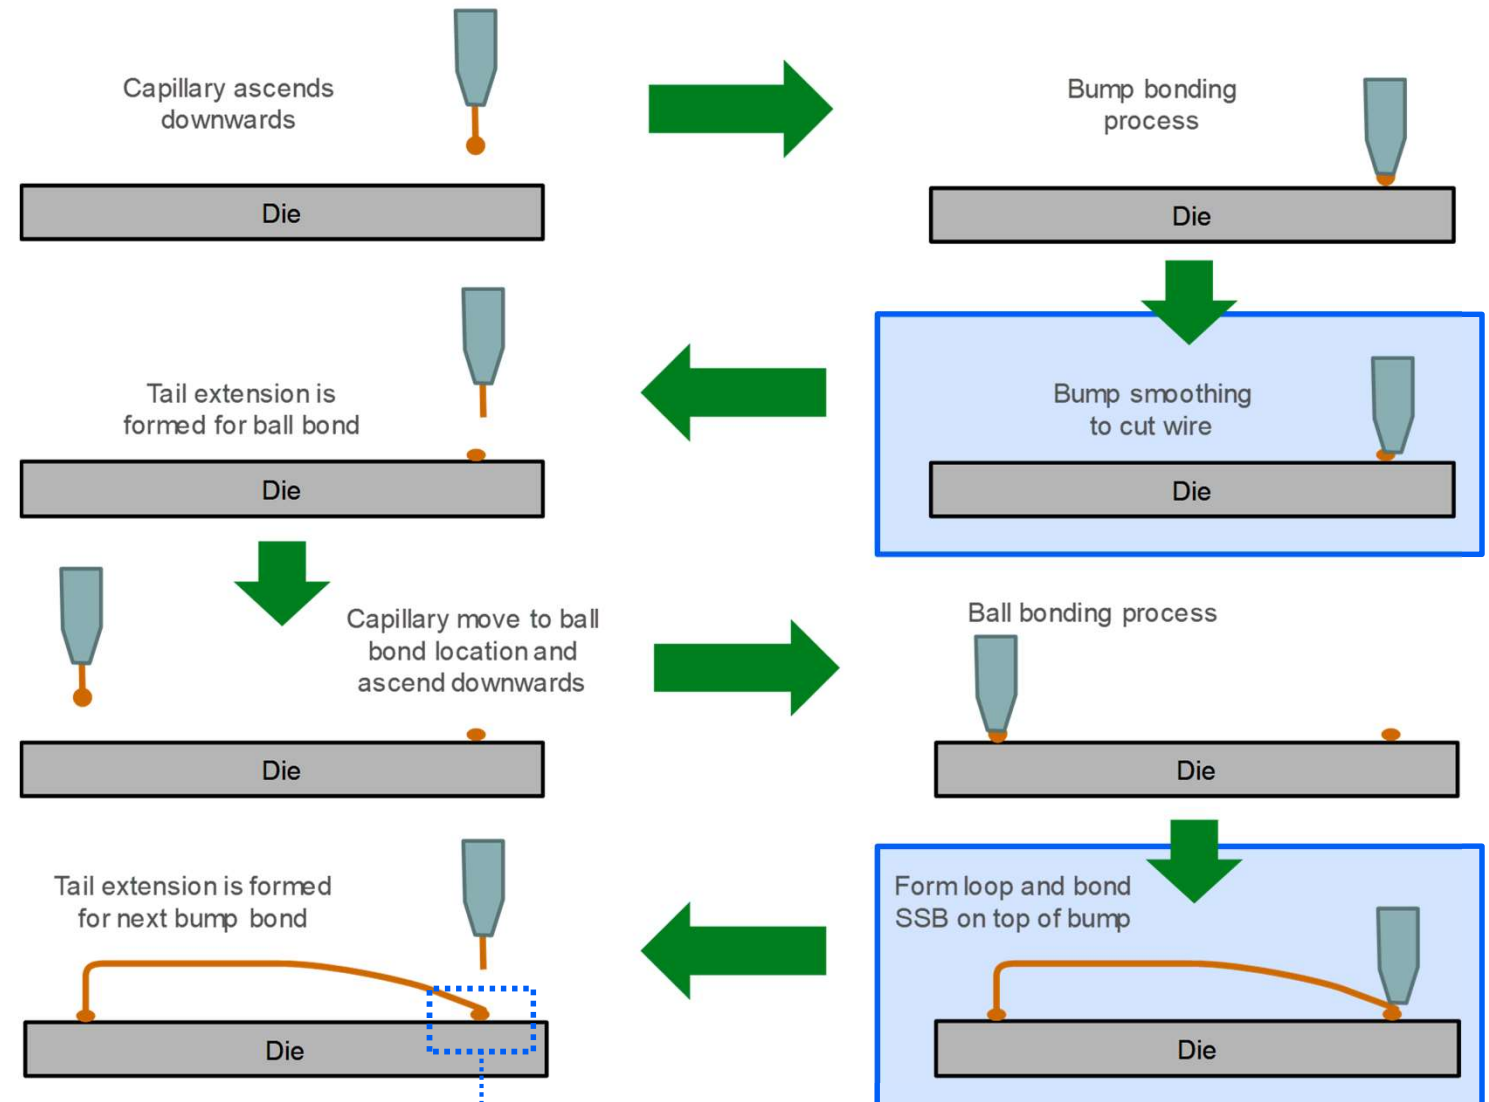 Capillary ascends
downwards
Die
Bump bonding
process
Die
Bump smoothing
to cut wire
Die
Tail extension is
formed for ball bond
Die
Capillary move to ball
bond location and
ascend downwards
Die
Ball bonding process
Die
Form loop and bond
SSB on top of bump
Die
Tail extension is formed
for next bump bond
Die